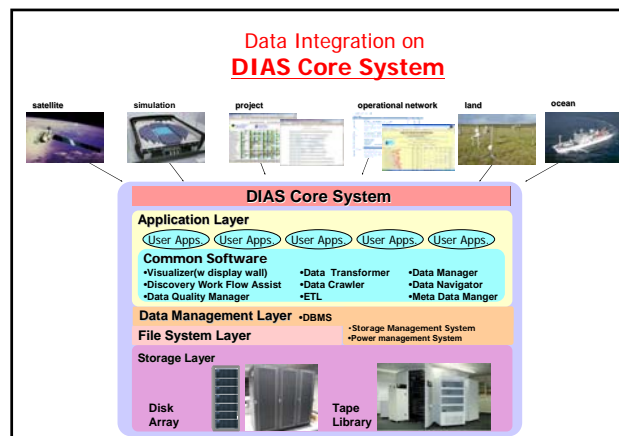 Data Integration on
DIAS Core System
satellite
simulation
project
operational network
land
ocean
DIAS Core System
Application Layer
User Apps. User Apps. User Apps. User Apps. User Apps.
Common Software
•Visualizer(w display wall) •Data Transformer •Data Manager
•Discovery Work Flow Assist •Data Crawler •Data Navigator
•Data Quality Manager •ETL •Meta Data Manger
Data Management Layer •DBMS
File System Layer
•Storage Management System
•Power management System
Storage Layer
Disk
Array
Tape
Library